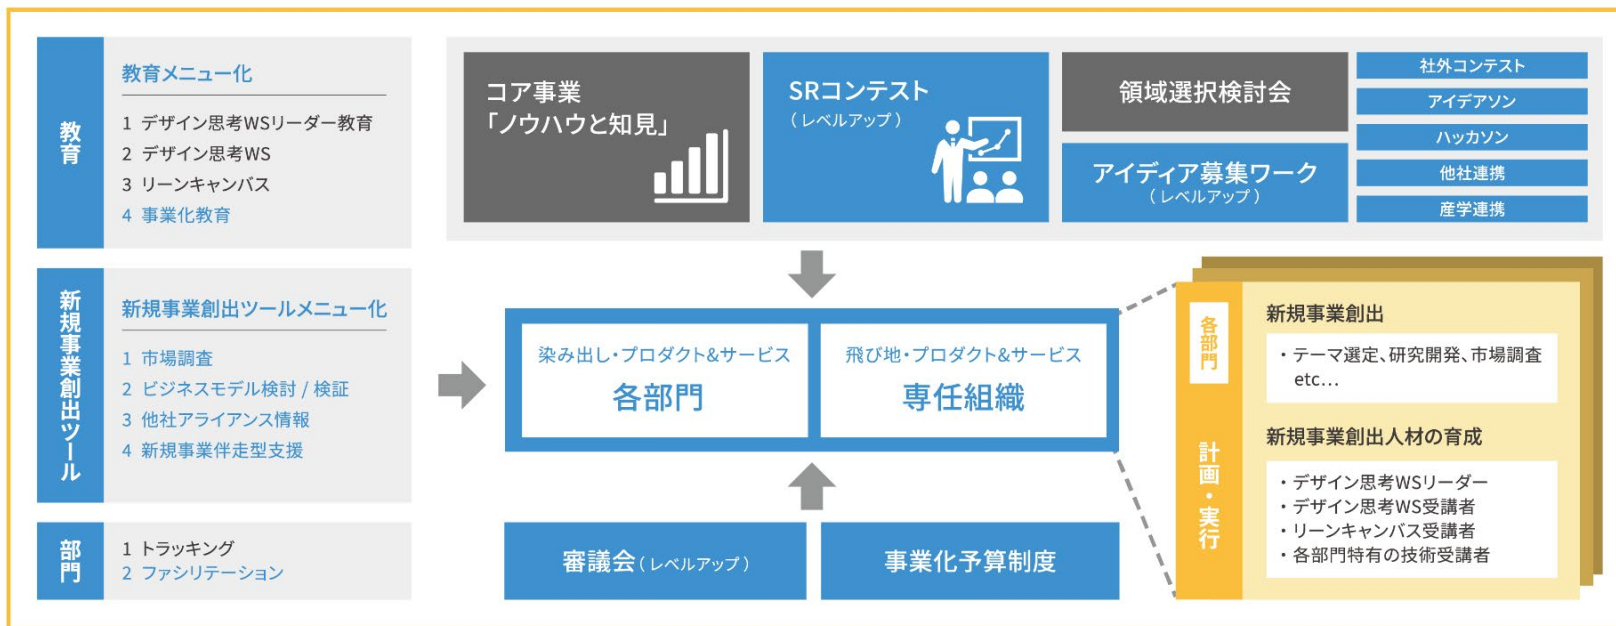 教育
教育メニュー化
1 デザイン思考WSリーダー教育
2 デザイン思考WS
3 リーンキャンバス
4 事業化教育
新規事業創出ツール
新規事業創出ツールメニュー化
1 市場調査
2 ビジネスモデル検討 / 検証
3 他社アライアンス情報
4 新規事業伴走型支援
部門
1 トラッキング
2 ファシリテーション
コア事業
「ノウハウと知見」
SRコンテスト
(レベルアップ)
領域選択検討会
アイディア募集ワーク
(レベルアップ)
社外コンテスト
アイデアソン
ハッカソン
他社連携
産学連携
染み出し・プロダクト&サービス
各部門
飛び地・プロダクト&サービス
専任組織
審議会(レベルアップ)
事業化予算制度
各部門
計画・実行
新規事業創出
・テーマ選定、研究開発、市場調査
etc…
新規事業創出人材の育成
・デザイン思考WSリーダー
・デザイン思考WS受講者
・リーンキャンバス受講者
・各部門特有の技術受講者